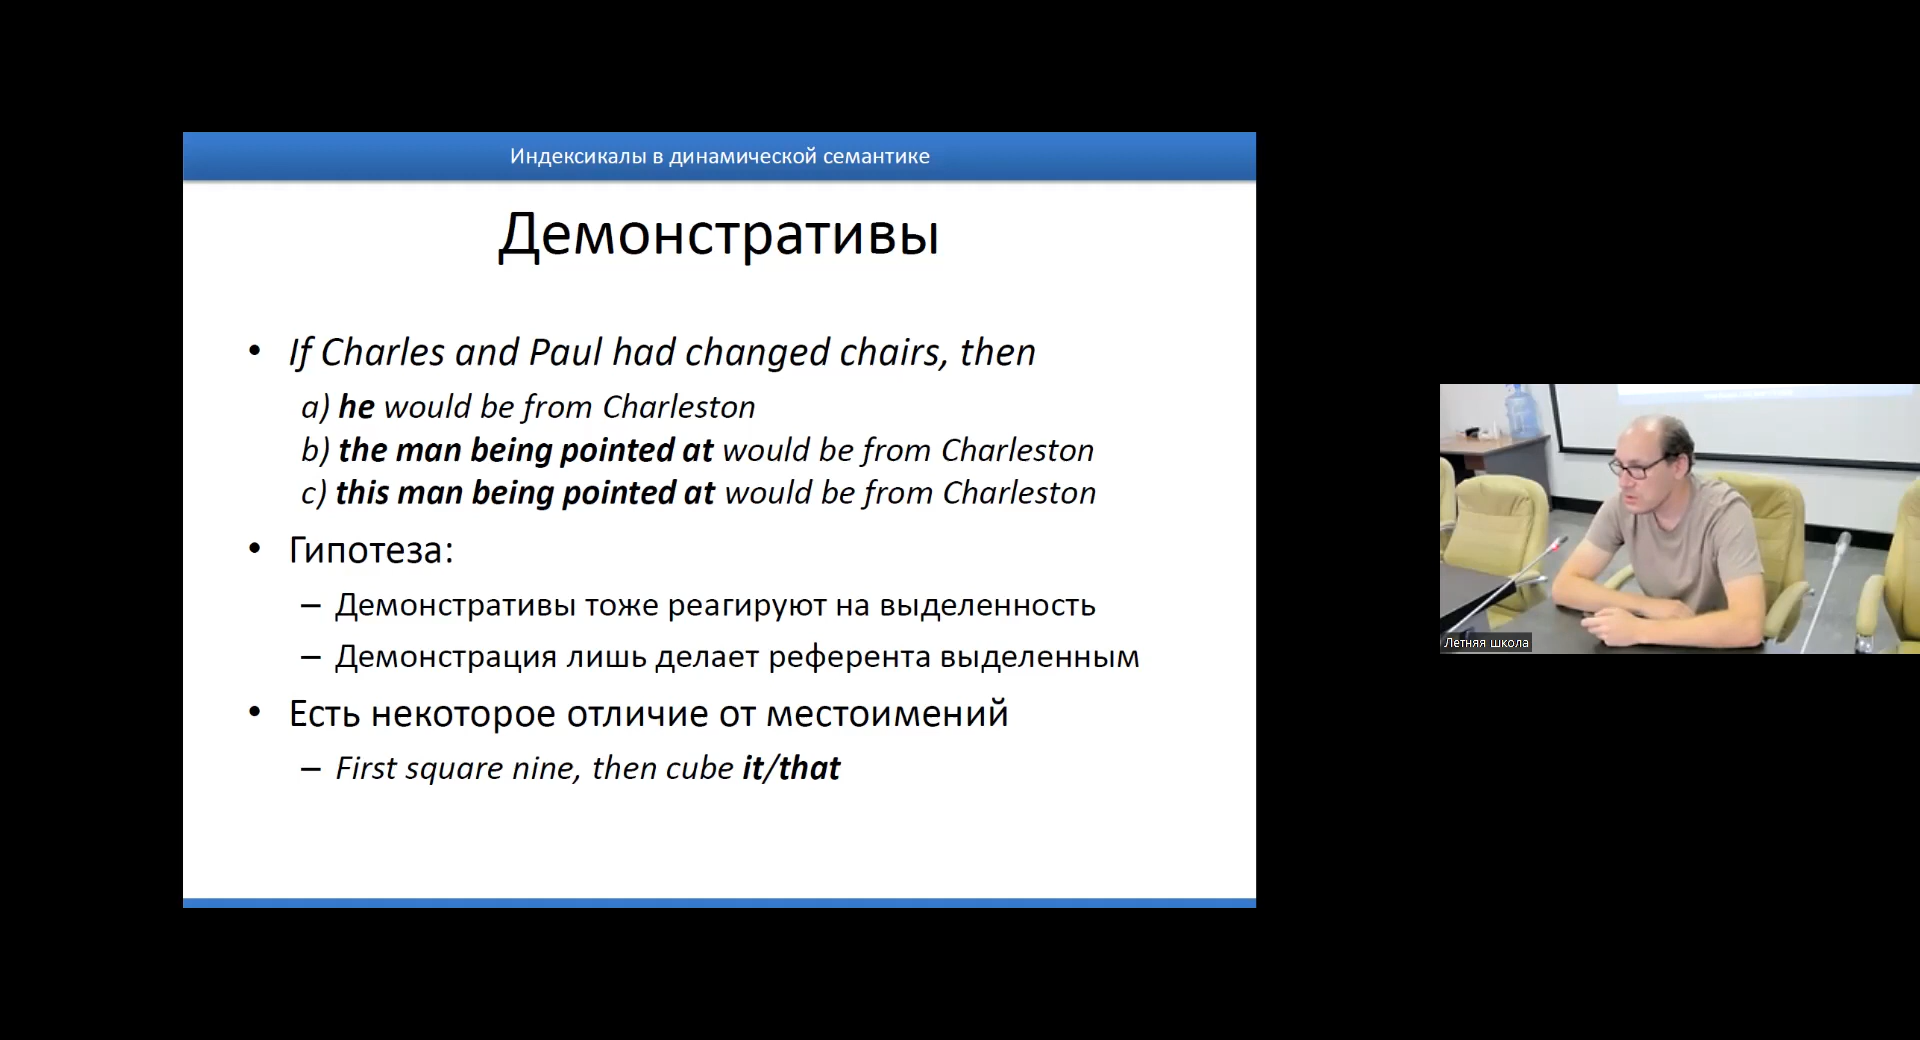 Индексикалы в динамической семантике
Демонстративы
• If Charles and Paul had changed chairs, then
a) he would be from Charleston
b) the man being pointed at would be from Charleston
c) this man being pointed at would be from Charleston
• Гипотеза:
– Демонстративы тоже реагируют на выделенность
– Демонстрация лишь делает референта выделенным
• Есть некоторое отличие от местоимений
– First square nine, then cube it/that
Летняя школа